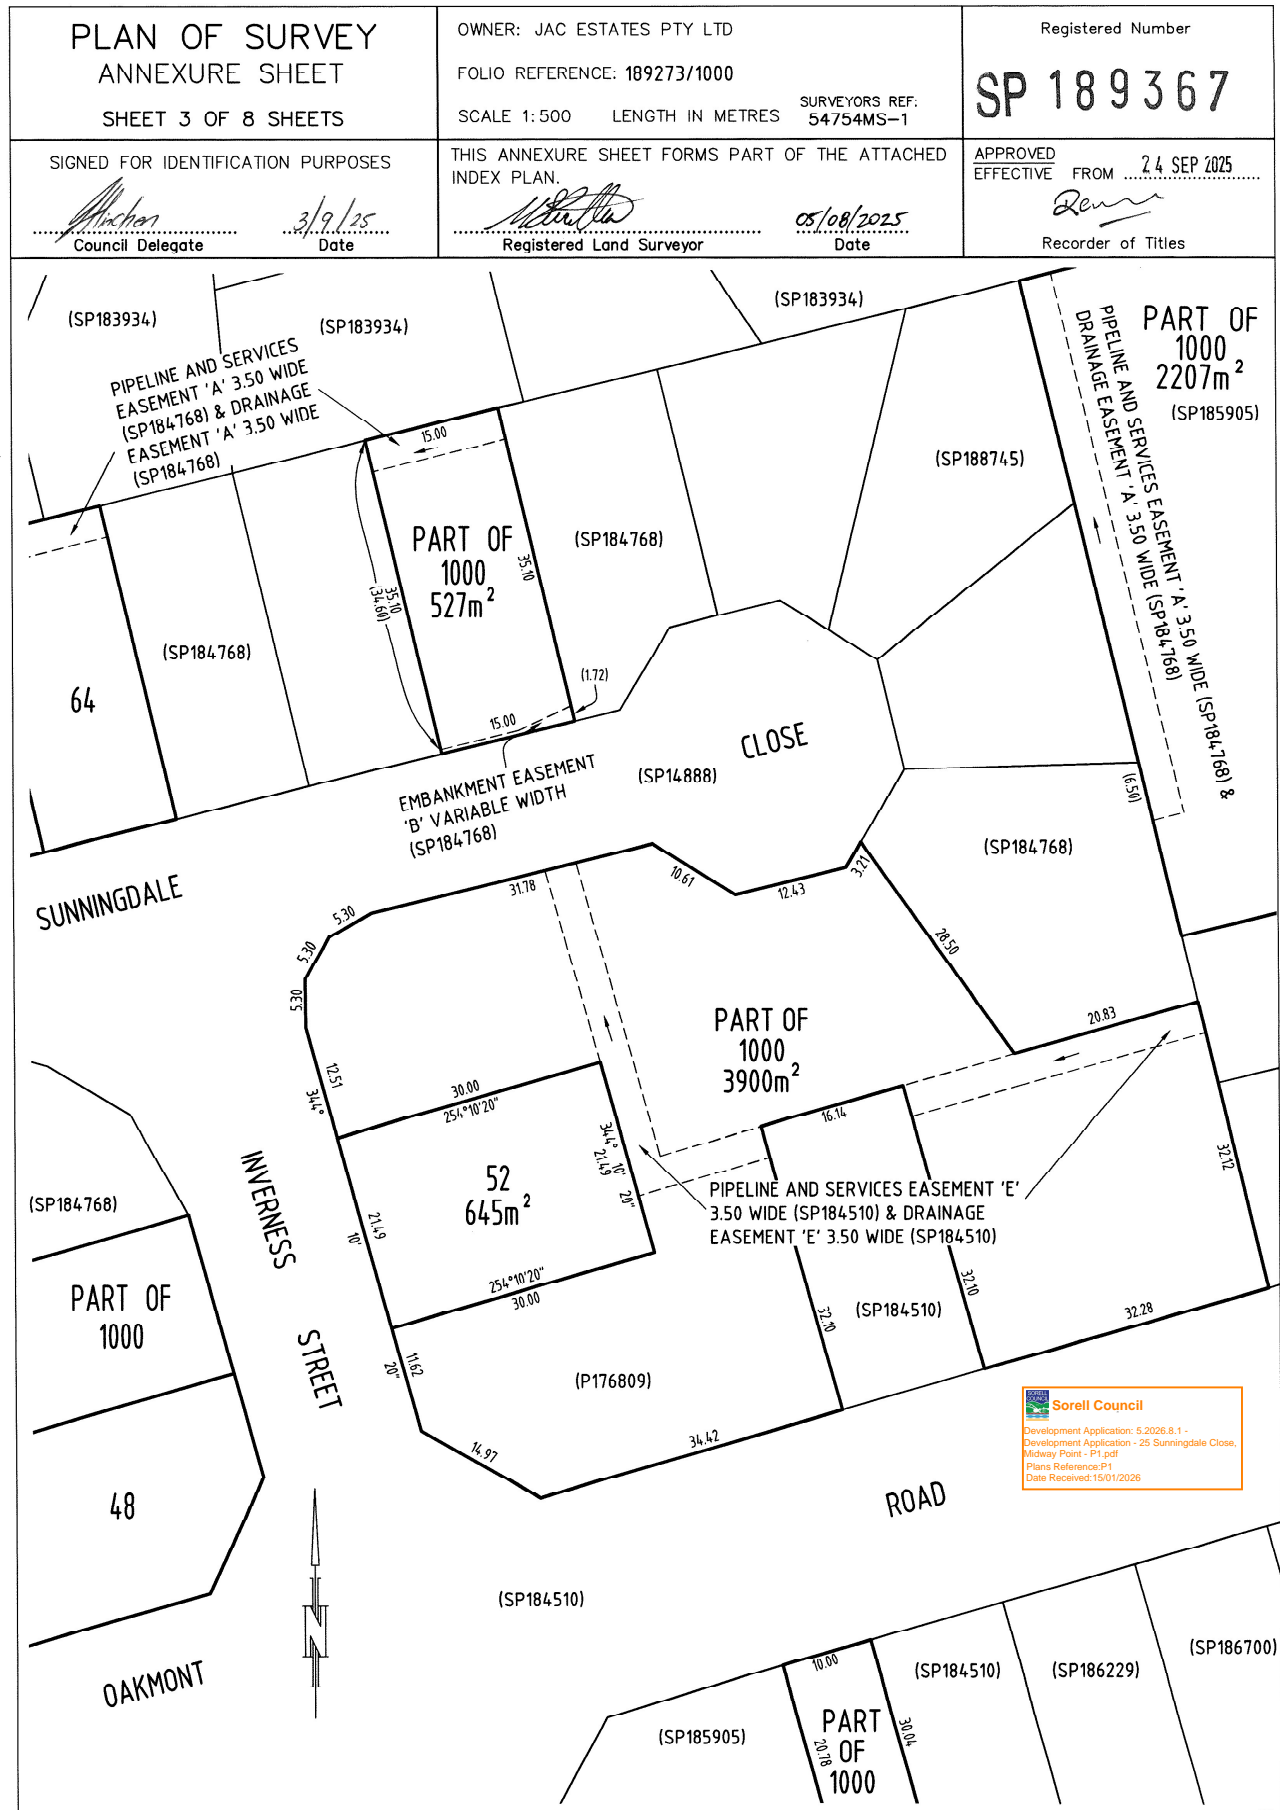 PLAN OF SURVEY
ANNEXURE SHEET
SHEET 3 OF 8 SHEETS
OWNER: JAC ESTATES PTY LTD
FOLIO REFERENCE: 189273/1000
SCALE 1:500 LENGTH IN METRES
SURVEYORS REF:
54754MS-1
Registered Number
SP 189367
SIGNED FOR IDENTIFICATION PURPOSES
3/9/25
Council Delegate Date
THIS ANNEXURE SHEET FORMS PART OF THE ATTACHED
INDEX PLAN.
05/08/2025
Registered Land Surveyor Date
APPROVED
EFFECTIVE FROM 24 SEP 2025
Recorder of Titles
(SP183934)
(SP183934)
(SP183934)
PIPELINE AND SERVICES
EASEMENT 'A' 3.50 WIDE
(SP184768) & DRAINAGE
EASEMENT 'A' 3.50 WIDE
(SP184768)
PART OF
1000
2207m²
(SP185905)
PIPELINE AND SERVICES EASEMENT 'A' 3.50 WIDE (SP184768) &
DRAINAGE EASEMENT 'A' 3.50 WIDE (SP184768)
15.00
(SP188745)
PART OF
1000
527m²
35.10
35.10
(34.60)
(SP184768)
(SP184768)
64
(1.72)
15.00
CLOSE
(SP14888)
EMBANKMENT EASEMENT
'B' VARIABLE WIDTH
(SP184768)
(6.50)
(SP184768)
SUNNINGDALE
31.78
10.61
12.43
3.21
5.30
5.30
5.30
28.50
20.83
PART OF
1000
3900m²
12.51
344°
30.00
254°10'20"
16.14
344° 10' 20"
21.49
52
645m²
32.12
PIPELINE AND SERVICES EASEMENT 'E'
3.50 WIDE (SP184510) & DRAINAGE
EASEMENT 'E' 3.50 WIDE (SP184510)
(SP184768)
INVERNESS
STREET
21.49
10'
254°10'20"
30.00
PART OF
1000
32.10
32.10
(SP184510)
32.28
11.62
20"
(P176809)
14.97
34.42
Sorell Council
Development Application: 5.2026.8.1 -
Development Application - 25 Sunningdale Close,
Midway Point - P1.pdf
Plans Reference:P1
Date Received:15/01/2026
SORELL
COUNCIL
48
ROAD
N
(SP184510)
OAKMONT
(SP186700)
(SP184510)
(SP186229)
10.00
(SP185905)
PART
OF
1000
20.78
30.04